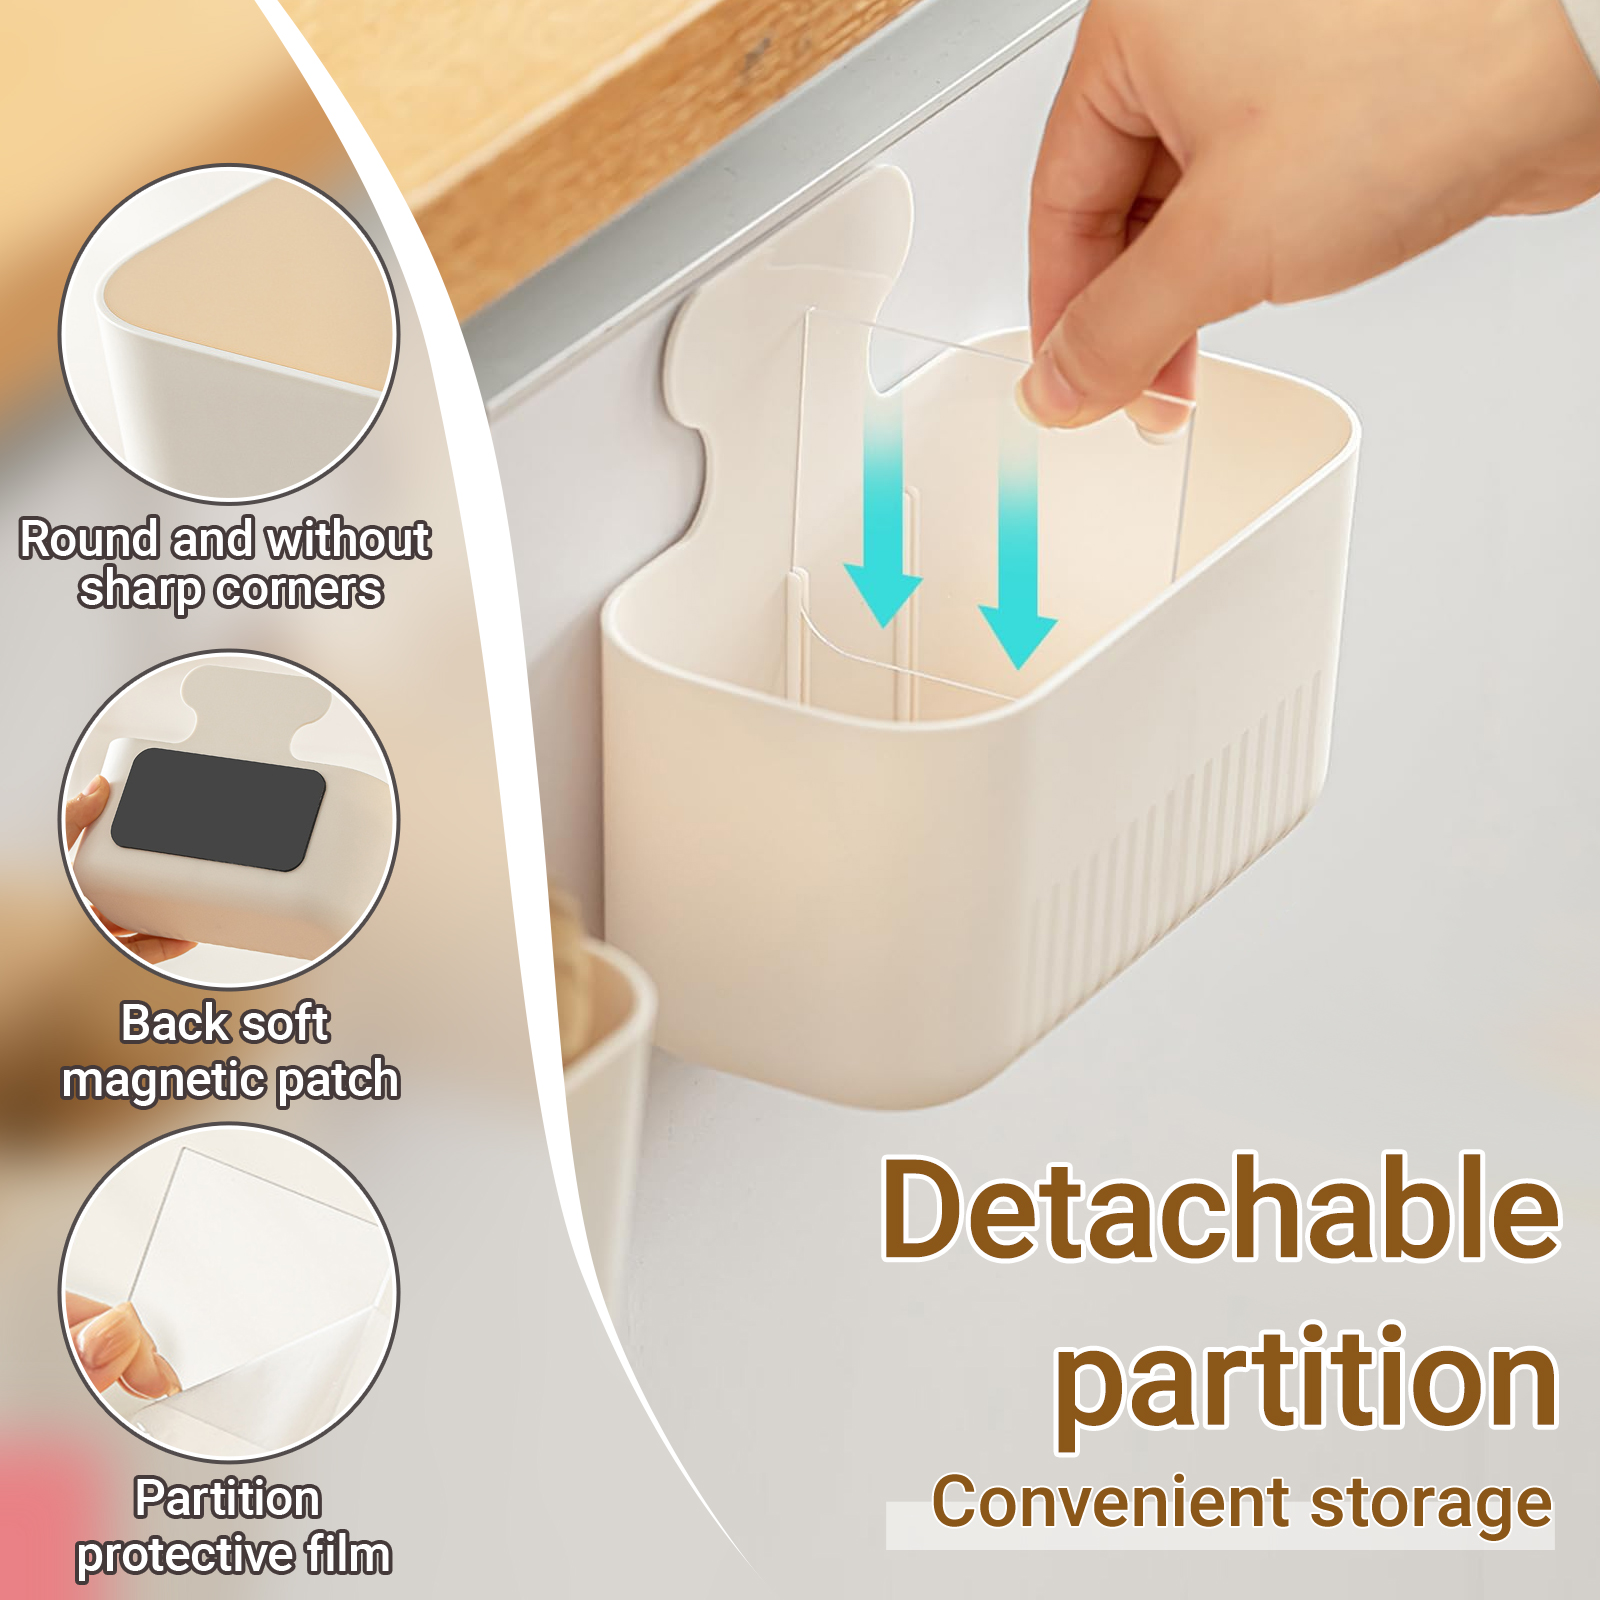 Round and without
sharp corners
Back soft
magnetic patch
Partition
protective film
Detachable
partition
Convenient storage